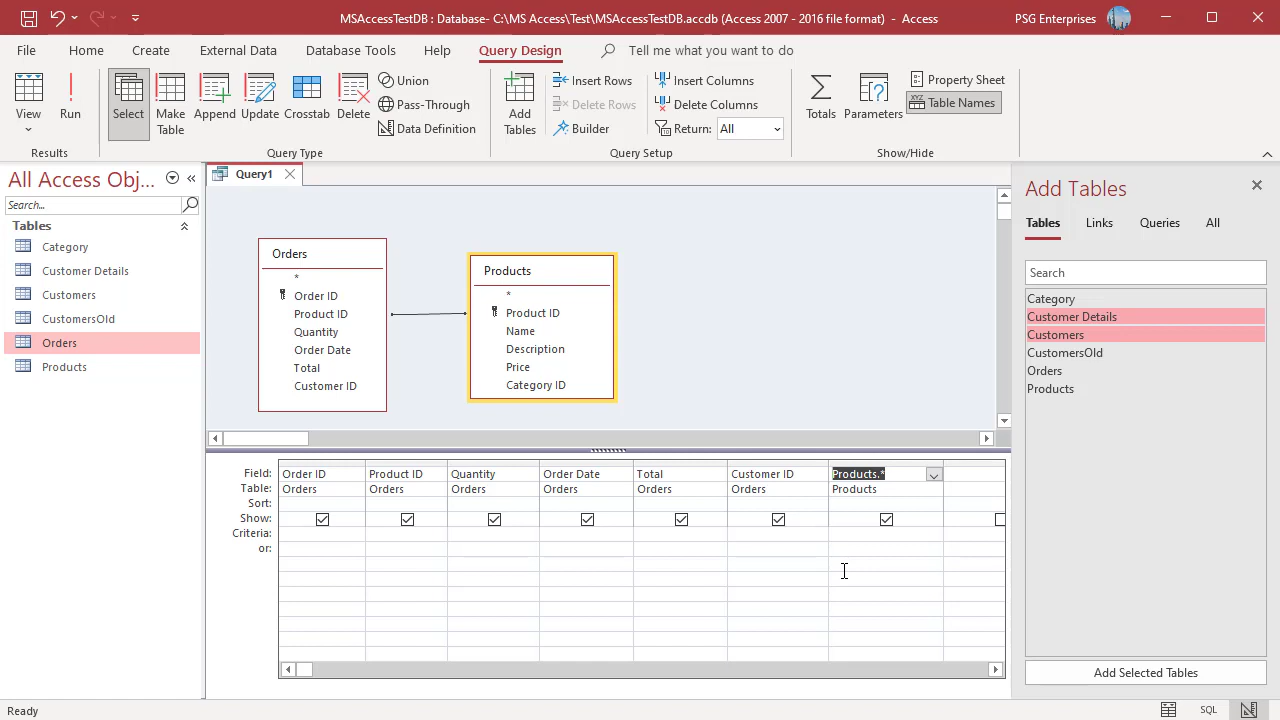 MSAccessTestDB : Database- C:\MS Access\Test\MSAccessTestDB.accdb (Access 2007 - 2016 file format) - Access
PSG Enterprises
File Home Create External Data Database Tools Help Query Design Tell me what you want to do
View
Run
Results
Select
Make Table
Append
Update
Crosstab
Delete
Union
Pass-Through
Data Definition
Query Type
Add Tables
Insert Rows
Delete Rows
Builder
Insert Columns
Delete Columns
Return: All
Query Setup
Totals
Parameters
Property Sheet
XYZ Table Names
Show/Hide
All Access Obj...
Search...
Tables
Category
Customer Details
Customers
CustomersOld
Orders
Products
Query1
Orders
*
Order ID
Product ID
Quantity
Order Date
Total
Customer ID
Products
*
Product ID
Name
Description
Price
Category ID
Field: Order ID Product ID Quantity Order Date Total Customer ID Products.*
Table: Orders Orders Orders Orders Orders Orders Products
Sort:
Show:
Criteria:
or:
Add Tables
Tables Links Queries All
Search
Category
Customer Details
Customers
CustomersOld
Orders
Products
Add Selected Tables
Ready
SQL